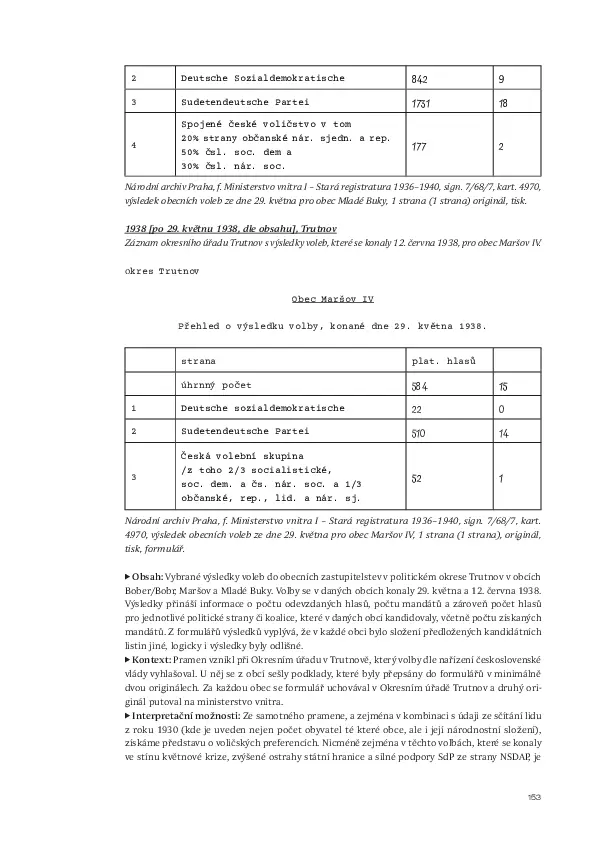 2 Deutsche Sozialdemokratische 842 9
3 Sudetendeutsche Partei 1731 18
Spojené české voličstvo v tom
20% strany občanské nár. sjedn. a rep.
4 50% čsl. soc. dem a 177 2
30% čsl. nár. soc.
Národní archiv Praha, f. Ministerstvo vnitra I – Stará registratura 1936–1940, sign. 7/68/7, kart. 4970,
výsledek obecních voleb ze dne 29. května pro obec Mladé Buky, 1 strana (1 strana) originál, tisk.
1938 [po 29. květnu 1938, dle obsahu], Trutnov
Záznam okresního úřadu Trutnov s výsledky voleb, které se konaly 12. června 1938, pro obec Maršov IV.
okres Trutnov
Obec Maršov IV
Přehled o výsledku volby, konané dne 29. května 1938.
strana plat. hlasů
úhrnný počet 584 15
1 Deutsche sozialdemokratische 22 0
2 Sudetendeutsche Partei 510 14
Česká volební skupina
/z toho 2/3 socialistické,
3 soc. dem. a čs. nár. soc. a 1/3 52 1
občanské, rep., lid. a nár. sj.
Národní archiv Praha, f. Ministerstvo vnitra I – Stará registratura 1936–1940, sign. 7/68/7, kart.
4970, výsledek obecních voleb ze dne 29. května pro obec Maršov IV, 1 strana (1 strana), originál,
tisk, formulář.
▶ Obsah: Vybrané výsledky voleb do obecních zastupitelstev v politickém okrese Trutnov v obcích
Bober/Bobr, Maršov a Mladé Buky. Volby se v daných obcích konaly 29. května a 12. června 1938.
Výsledky přináší informace o počtu odevzdaných hlasů, počtu mandátů a zároveň počet hlasů
pro jednotlivé politické strany či koalice, které v daných obcí kandidovaly, včetně počtu získaných
mandátů. Z formulářů výsledků vyplývá, že v každé obci bylo složení předložených kandidátních
listin jiné, logicky i výsledky byly odlišné.
▶ Kontext: Pramen vznikl při Okresním úřadu v Trutnově, který volby dle nařízení československé
vlády vyhlašoval. U něj se z obcí sešly podklady, které byly přepsány do formulářů v minimálně
dvou originálech. Za každou obec se formulář uchovával v Okresním úřadě Trutnov a druhý ori-
ginál putoval na ministerstvo vnitra.
▶ Interpretační možnosti: Ze samotného pramene, a zejména v kombinaci s údaji ze sčítání lidu
z roku 1930 (kde je uveden nejen počet obyvatel té které obce, ale i její národnostní složení),
získáme představu o voličských preferencích. Nicméně zejména v těchto volbách, které se konaly
ve stínu květnové krize, zvýšené ostrahy státní hranice a silné podpory SdP ze strany NSDAP, je
153